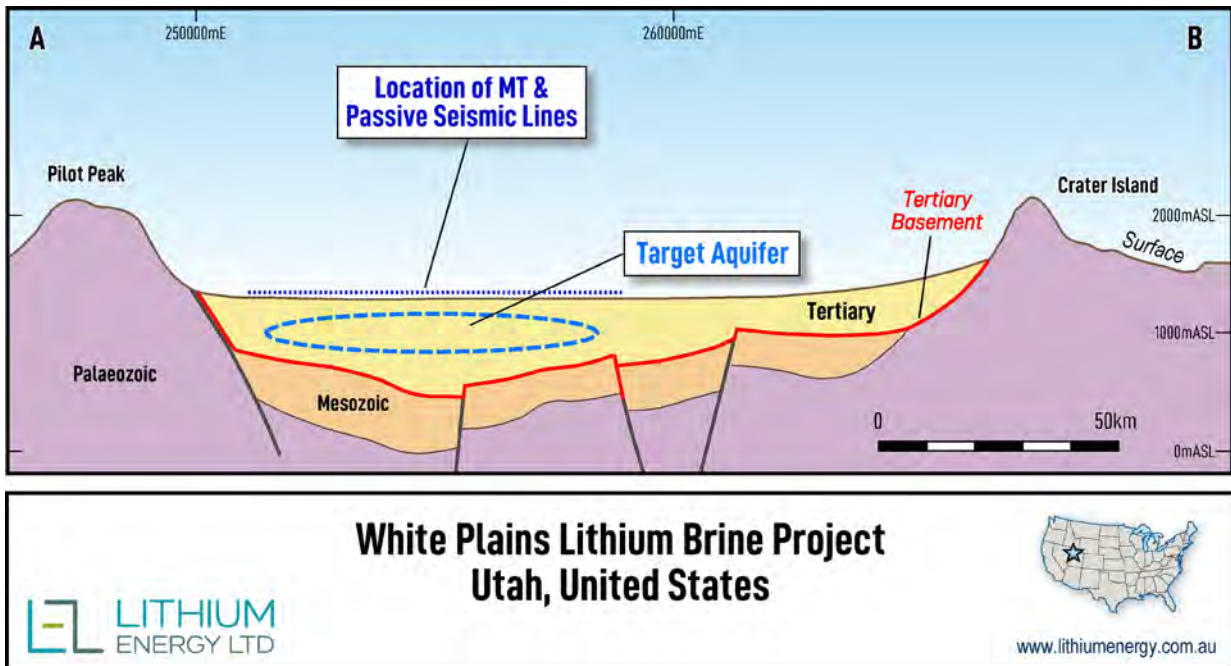 A
250000mE
260000mE
B
Location of MT &
Passive Seismic Lines
Pilot Peak
Crater Island
Tertiary
Basement
2000mASL
Surface
Target Aquifer
Tertiary
1000mASL
Palaeozoic
Mesozoic
0
50km
0mASL
White Plains Lithium Brine Project
Utah, United States
LEL LITHIUM
ENERGY LTD
www.lithiumenergy.com.au